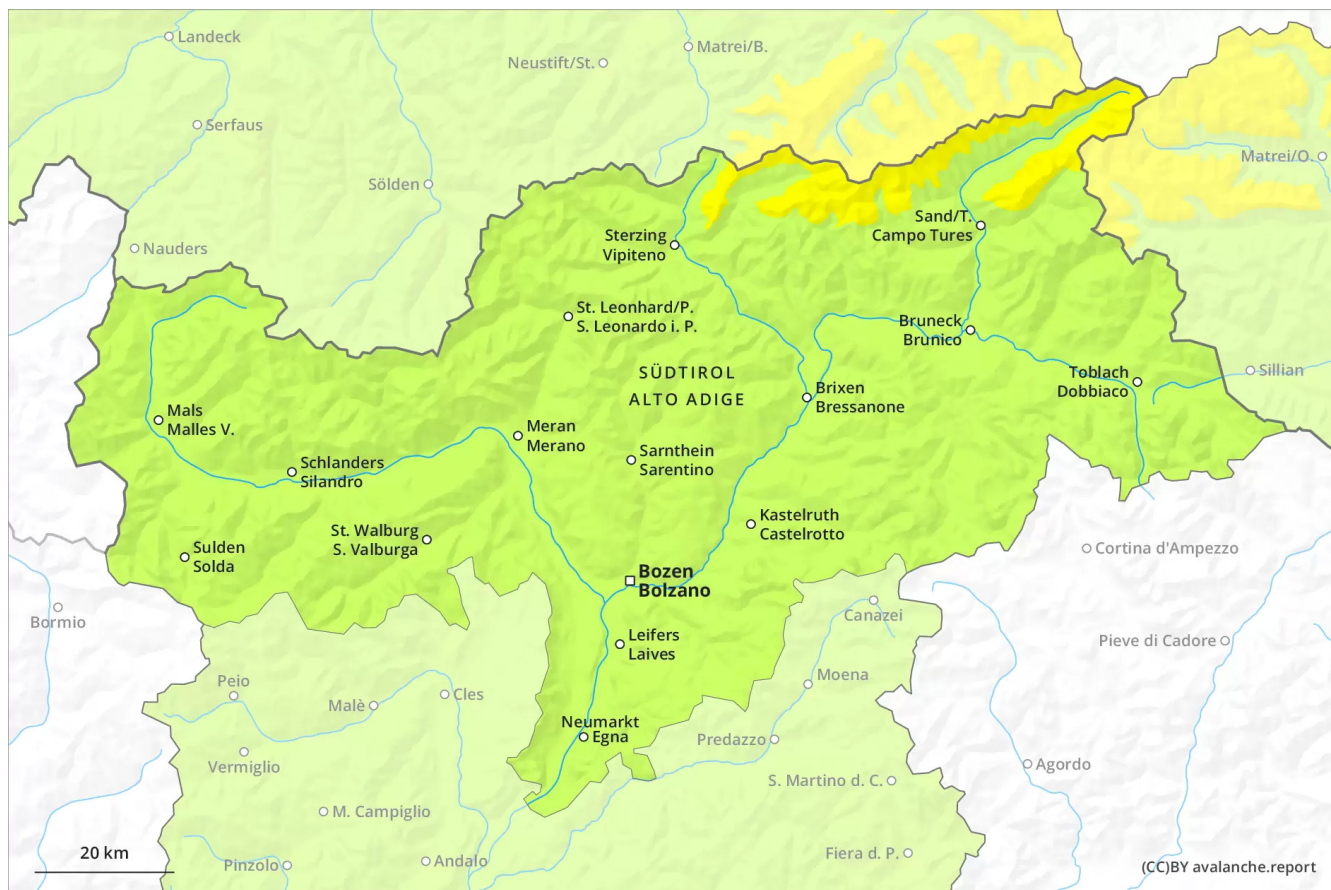 Landeck
Matrei/B.
Neustift/St.
Serfaus
Matrei/O.
Sölden
Sand/T.
Campo Tures
Sterzing
Vipiteno
Nauders
St. Leonhard/P.
S. Leonardo i. P.
Bruneck
Brunico
SÜDTIROL
ALTO ADIGE
Toblach
Dobbiaco
Sillian
Brixen
Bressanone
Mals
Malles V.
Meran
Merano
Sarnthein
Sarentino
Schlanders
Silandro
Kastelruth
Castelrotto
St. Walburg
S. Valburga
Sulden
Solda
Cortina d'Ampezzo
Bozen
Bolzano
Bormio
Canazei
Leifers
Laives
Pieve di Cadore
Peio
Moena
Malè
Cles
Neumarkt
Egna
Predazzo
Vermiglio
Agordo
S. Martino d. C.
M. Campiglio
20 km
Pinzolo
Andalo
Fiera d. P.
(CC)BY avalanche.report